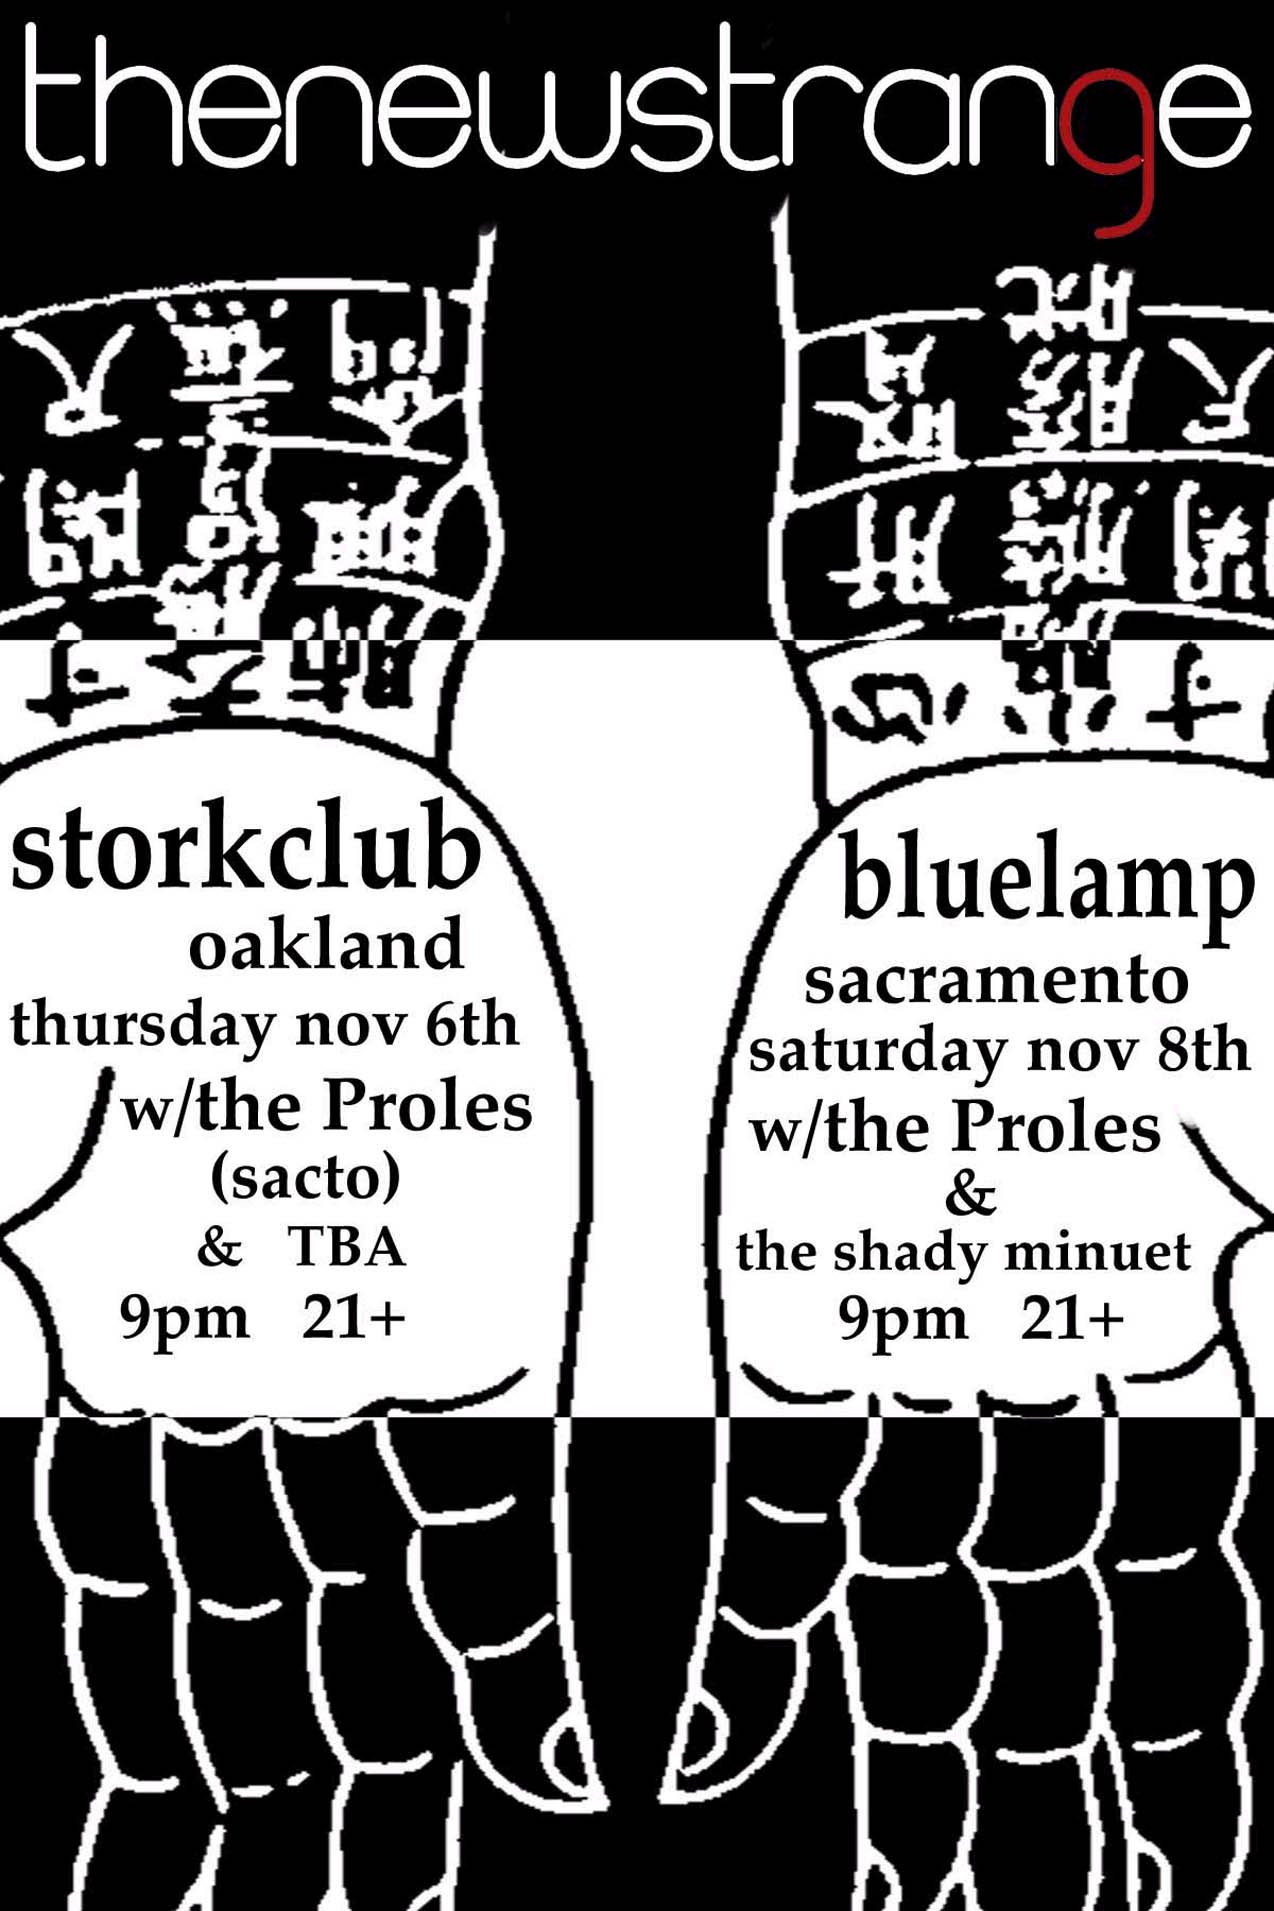 thenewstrange
storkclub
oakland
thursday nov 6th
w/the Proles
(sacto)
& TBA
9pm 21+
bluelamp
sacramento
saturday nov 8th
w/the Proles
&
the shady minuet
9pm 21+